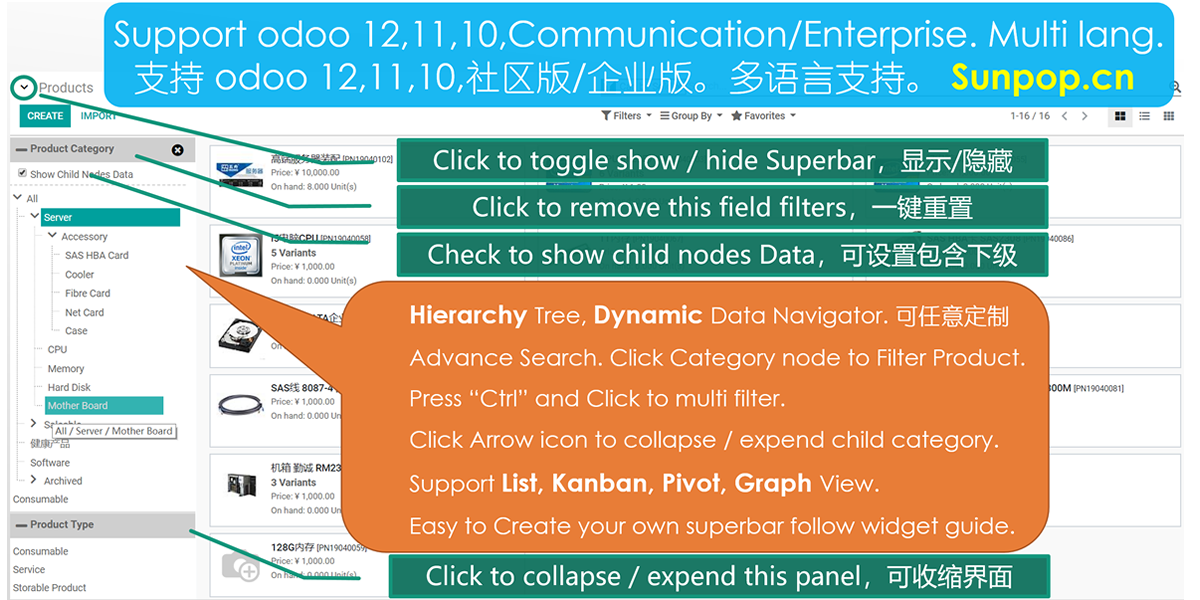 Support odoo 12,11,10,Communication/Enterprise. Multi lang.
支持 odoo 12,11,10,社区版/企业版。多语言支持。 Sunpop.cn
Products
CREATE IMPORT
Filters Group By Favorites 1-16 / 16
Product Category
Show Child Nodes Data
All
Server
Accessory
SAS HBA Card
Cooler
Fibre Card
Net Card
Case
CPU
Memory
Hard Disk
Mother Board
All / Server / Mother Board
健康产品
Software
Archived
Consumable
Product Type
Consumable
Service
Storable Product
高端服务器装配 [PN19040102]
Price: ¥ 10,000.00
On hand: 8.000 Unit(s)
[PN19040058]
5 Variants
Price: ¥ 1,000.00
On hand: 0.000 Unit(s)
SAS线 8087-4
Price: ¥ 1,000.00
On hand: 0.000 Un
机箱 勤诚 RM23
3 Variants
Price: ¥ 1,000.00
On hand: 0.000 Un
128G内存 [PN19040059]
Price: ¥ 1,000.00
On hand: 0.000 Unit(s)
40086]
300M [PN19040081]
Click to toggle show / hide Superbar，显示/隐藏
Click to remove this field filters，一键重置
Check to show child nodes Data，可设置包含下级
Hierarchy Tree, Dynamic Data Navigator. 可任意定制
Advance Search. Click Category node to Filter Product.
Press “Ctrl” and Click to multi filter.
Click Arrow icon to collapse / expend child category.
Support List, Kanban, Pivot, Graph View.
Easy to Create your own superbar follow widget guide.
Click to collapse / expend this panel，可收缩界面